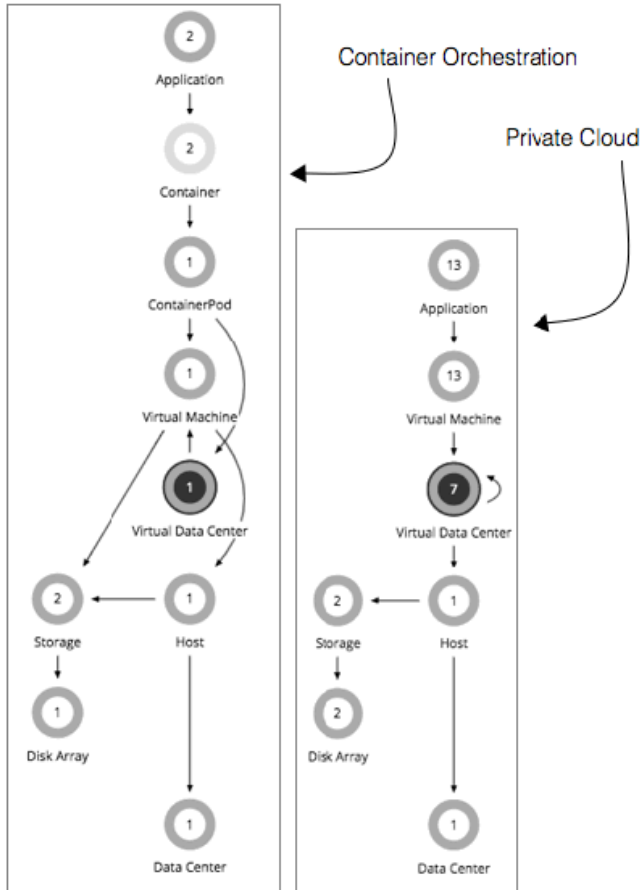 Container Orchestration
Private Cloud
2
Application
2
Container
1
ContainerPod
1
Virtual Machine
1
Virtual Data Center
2
1
Storage
Host
1
Disk Array
1
Data Center
13
Application
13
Virtual Machine
7
Virtual Data Center
2
1
Storage
Host
2
Disk Array
1
Data Center